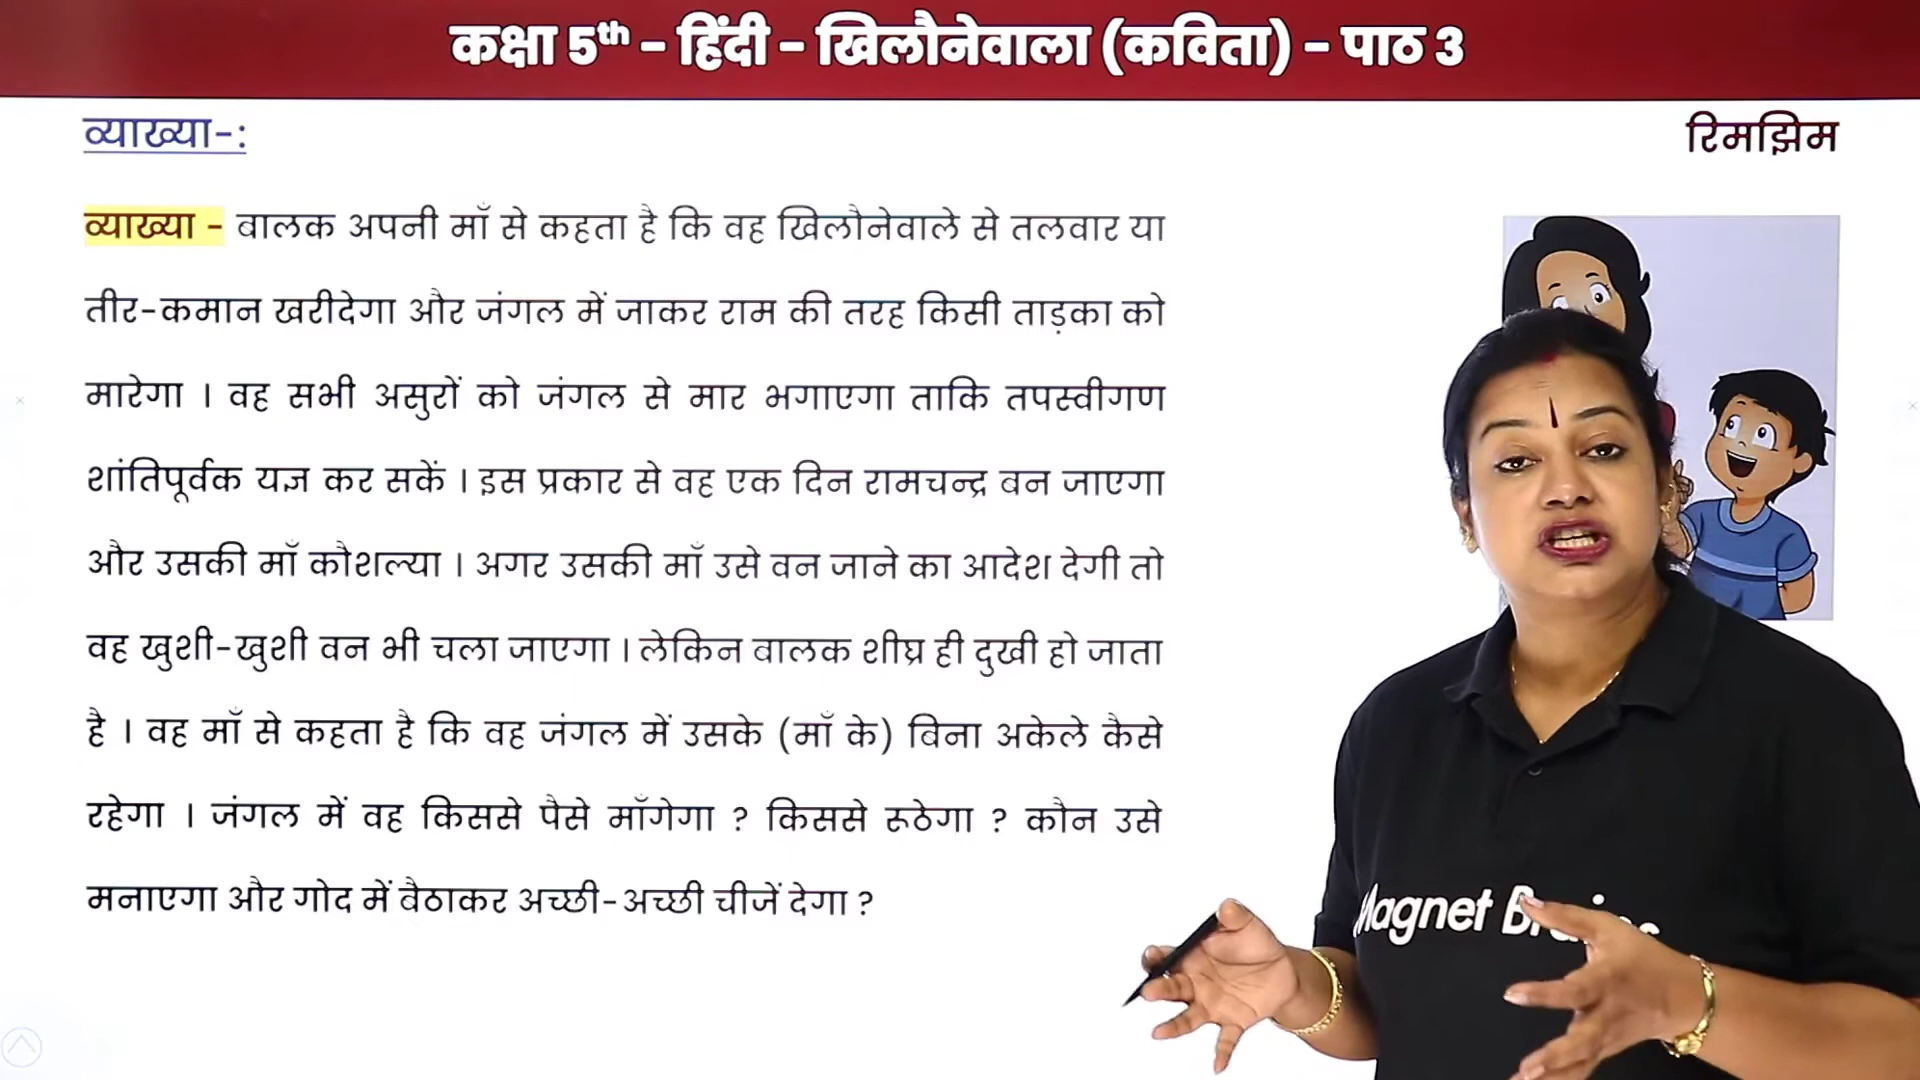 कक्षा 5th - हिंदी - खिलौनेवाला (कविता) - पाठ 3
व्याख्या-:
रिमझिम
व्याख्या - बालक अपनी माँ से कहता है कि वह खिलौनेवाले से तलवार या
तीर-कमान खरीदेगा और जंगल में जाकर राम की तरह किसी ताड़का को
मारेगा । वह सभी असुरों को जंगल से मार भगाएगा ताकि तपस्वीगण
शांतिपूर्वक यज्ञ कर सकें । इस प्रकार से वह एक दिन रामचन्द्र बन जाएगा
और उसकी माँ कौशल्या । अगर उसकी माँ उसे वन जाने का आदेश देगी तो
वह खुशी-खुशी वन भी चला जाएगा । लेकिन बालक शीघ्र ही दुखी हो जाता
है । वह माँ से कहता है कि वह जंगल में उसके (माँ के) बिना अकेले कैसे
रहेगा । जंगल में वह किससे पैसे माँगेगा ? किससे रूठेगा ? कौन उसे
मनाएगा और गोद में बैठाकर अच्छी-अच्छी चीजें देगा ?
Magnet